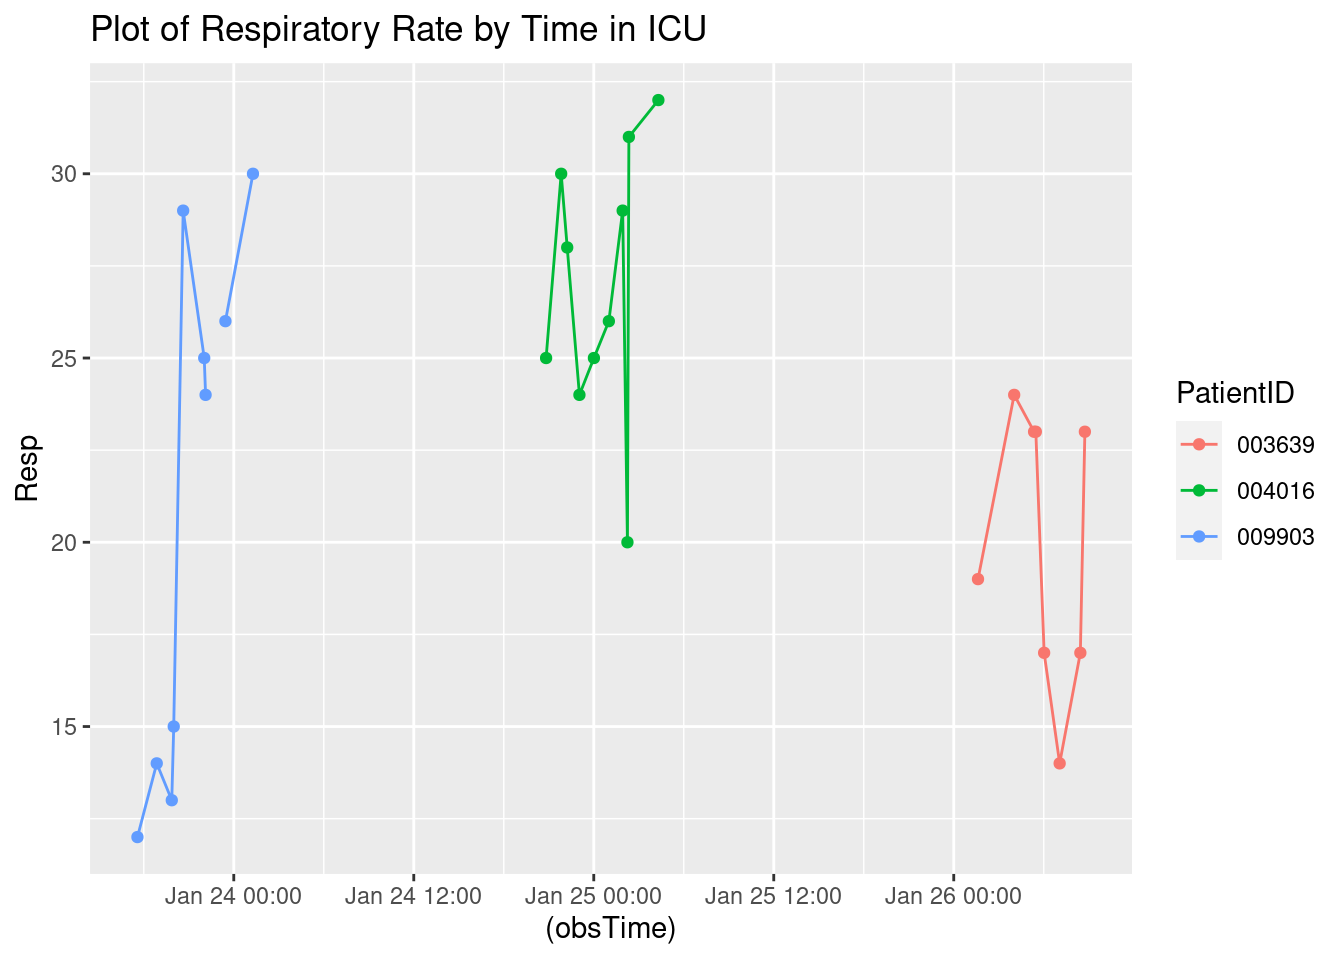 Plot of Respiratory Rate by Time in ICU
30
25
20
15
Resp
Jan 24 00:00
Jan 24 12:00
Jan 25 00:00
Jan 25 12:00
Jan 26 00:00
(obsTime)
PatientID
003639
004016
009903